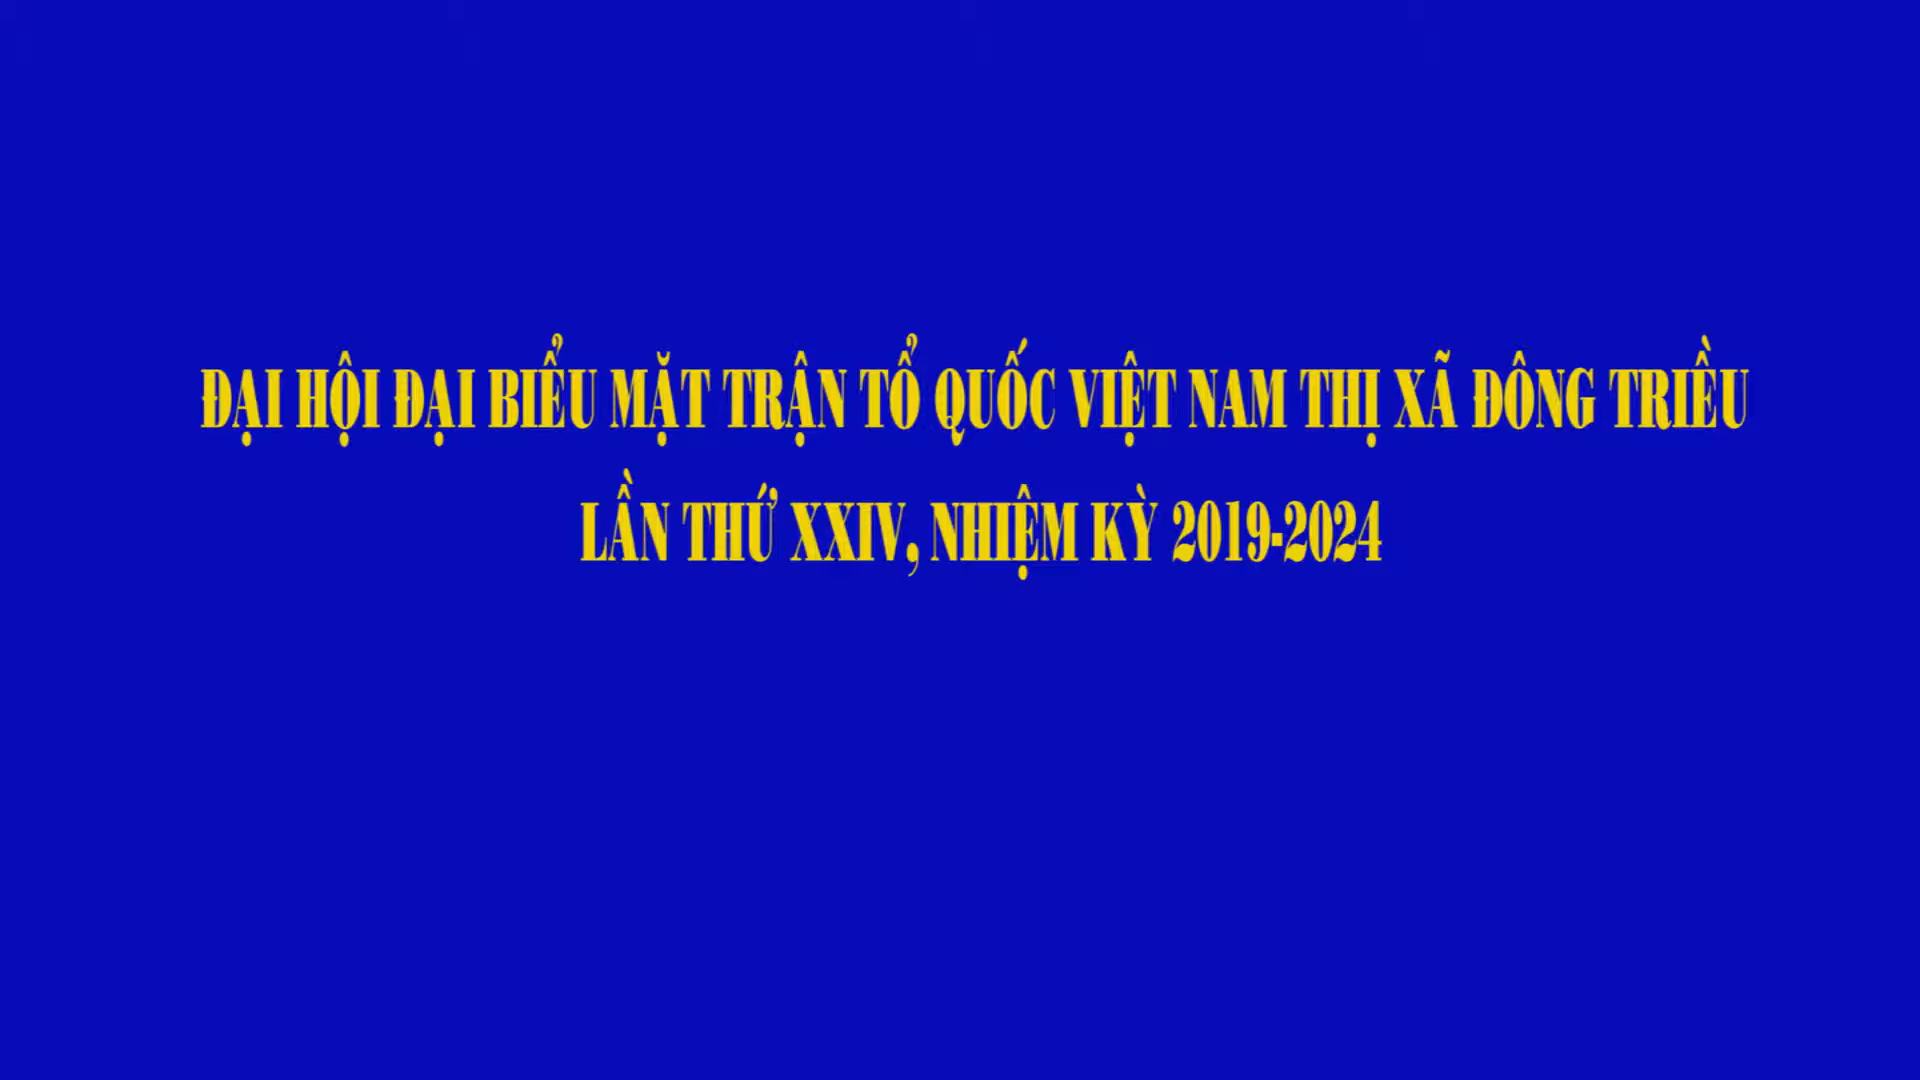 ĐẠI HỘI ĐẠI BIỂU MẶT TRẬN TỔ QUỐC VIỆT NAM THỊ XÃ ĐÔNG TRIỀU
LẦN THỨ XXIV, NHIỆM KỲ 2019-2024